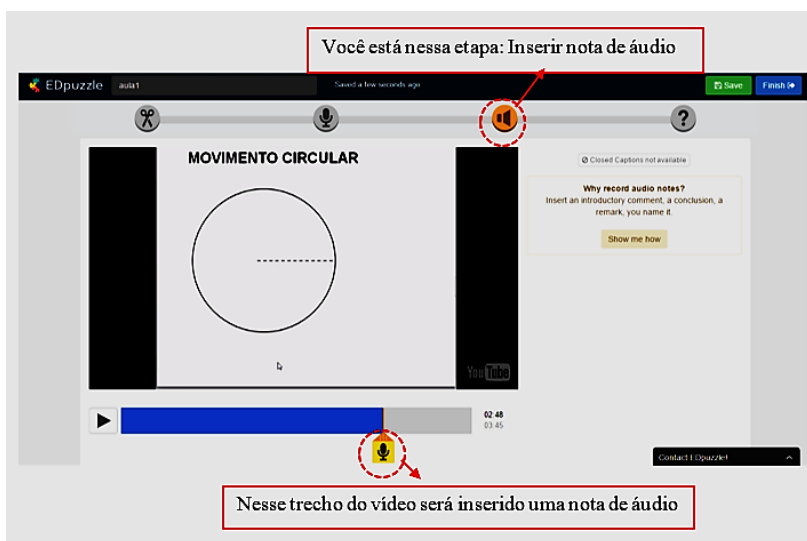 Você está nessa etapa: Inserir nota de áudio
EDpuzzle
aula1
Saved a few seconds ago
Save
Finish
?
MOVIMENTO CIRCULAR
Closed Captions not available
Why record audio notes?
Insert an introductory comment, a conclusion, a
remark, you name it.
Show me how
You Tube
02:48
03:45
Contact EDpuzzle!
Nesse trecho do vídeo será inserido uma nota de áudio